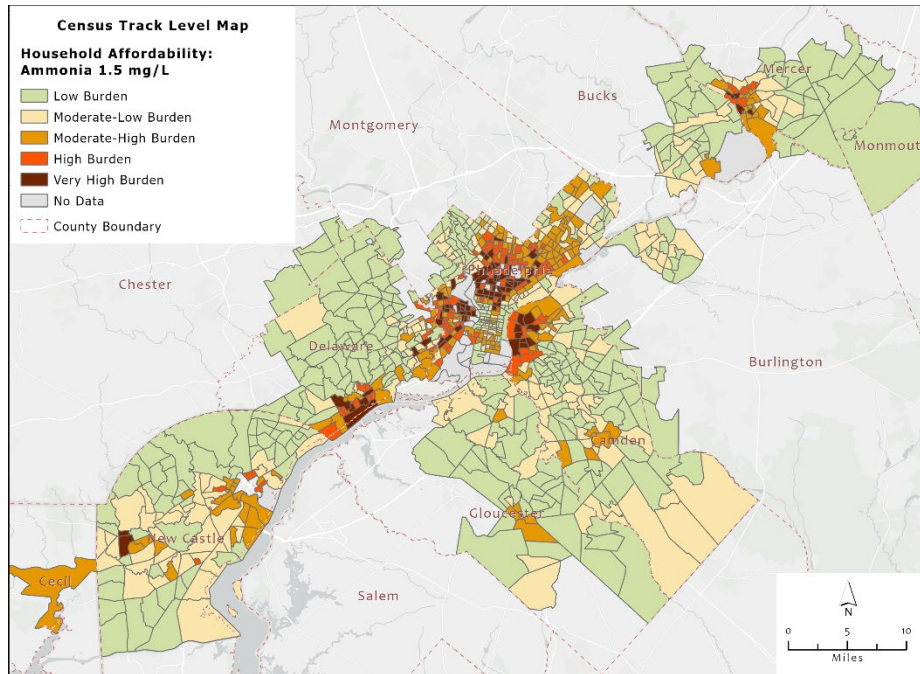 Census Track Level Map
Household Affordability:
Ammonia 1.5 mg/L
Low Burden
Moderate-Low Burden
Moderate-High Burden
High Burden
Very High Burden
No Data
County Boundary
Mercer
Bucks
Montgomery
Monmout
Philadelphia
Chester
Delaware
Burlington
Camden
Gloucester
New Castle
Cecil
Salem
N
0 5 10
Miles